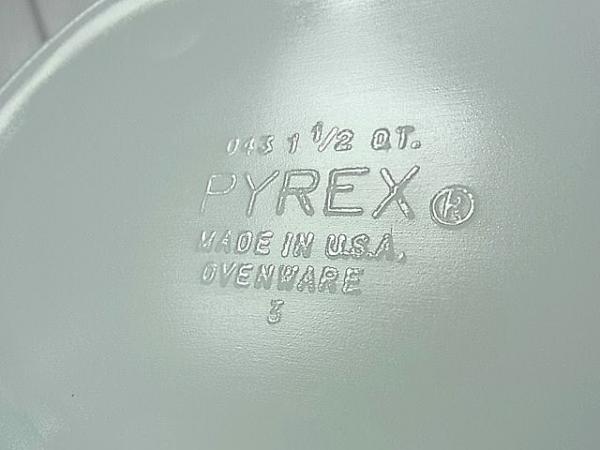 043 1 1/2 QT.
PYREX ®
MADE IN U.S.A.
OVENWARE
3